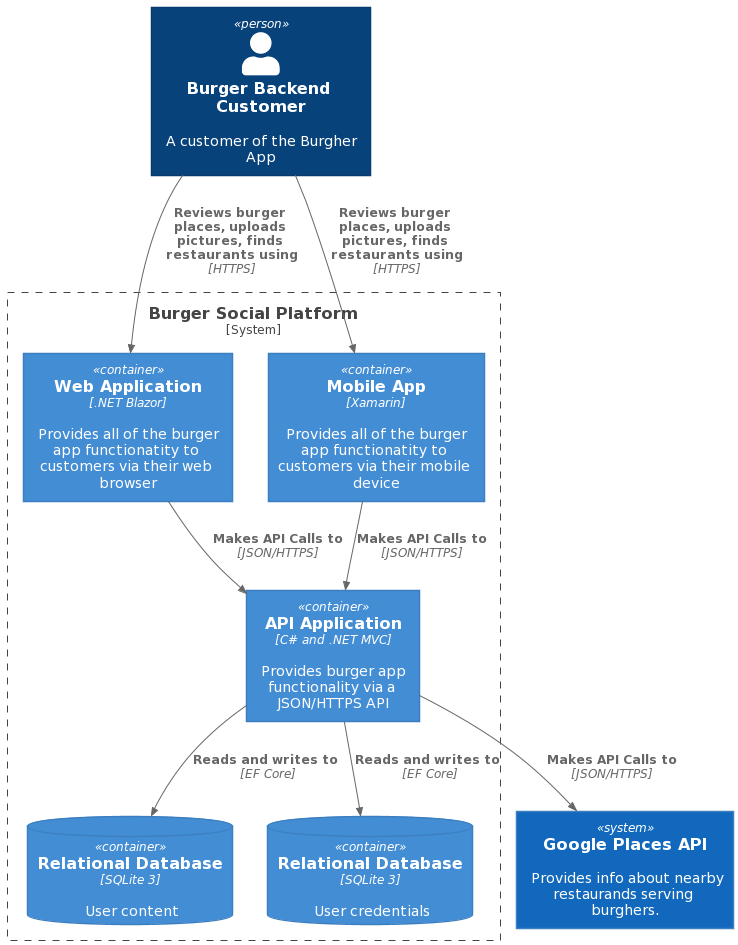 «person»
Burger Backend
Customer
A customer of the Burgher
App
Reviews burger
places, uploads
pictures, finds
restaurants using
[HTTPS]
Reviews burger
places, uploads
pictures, finds
restaurants using
[HTTPS]
Burger Social Platform
[System]
«container»
Web Application
[.NET Blazor]
Provides all of the burger
app functionatity to
customers via their web
browser
«container»
Mobile App
[Xamarin]
Provides all of the burger
app functionatity to
customers via their mobile
device
Makes API Calls to
[JSON/HTTPS]
Makes API Calls to
[JSON/HTTPS]
«container»
API Application
[C# and .NET MVC]
Provides burger app
functionality via a
JSON/HTTPS API
Reads and writes to
[EF Core]
Reads and writes to
[EF Core]
Makes API Calls to
[JSON/HTTPS]
«container»
Relational Database
[SQLite 3]
User content
«container»
Relational Database
[SQLite 3]
User credentials
«system»
Google Places API
Provides info about nearby
restaurands serving
burghers.